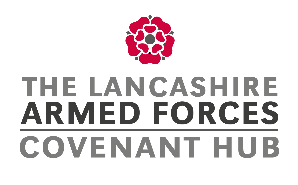 THE LANCASHIRE
ARMED FORCES
COVENANT HUB